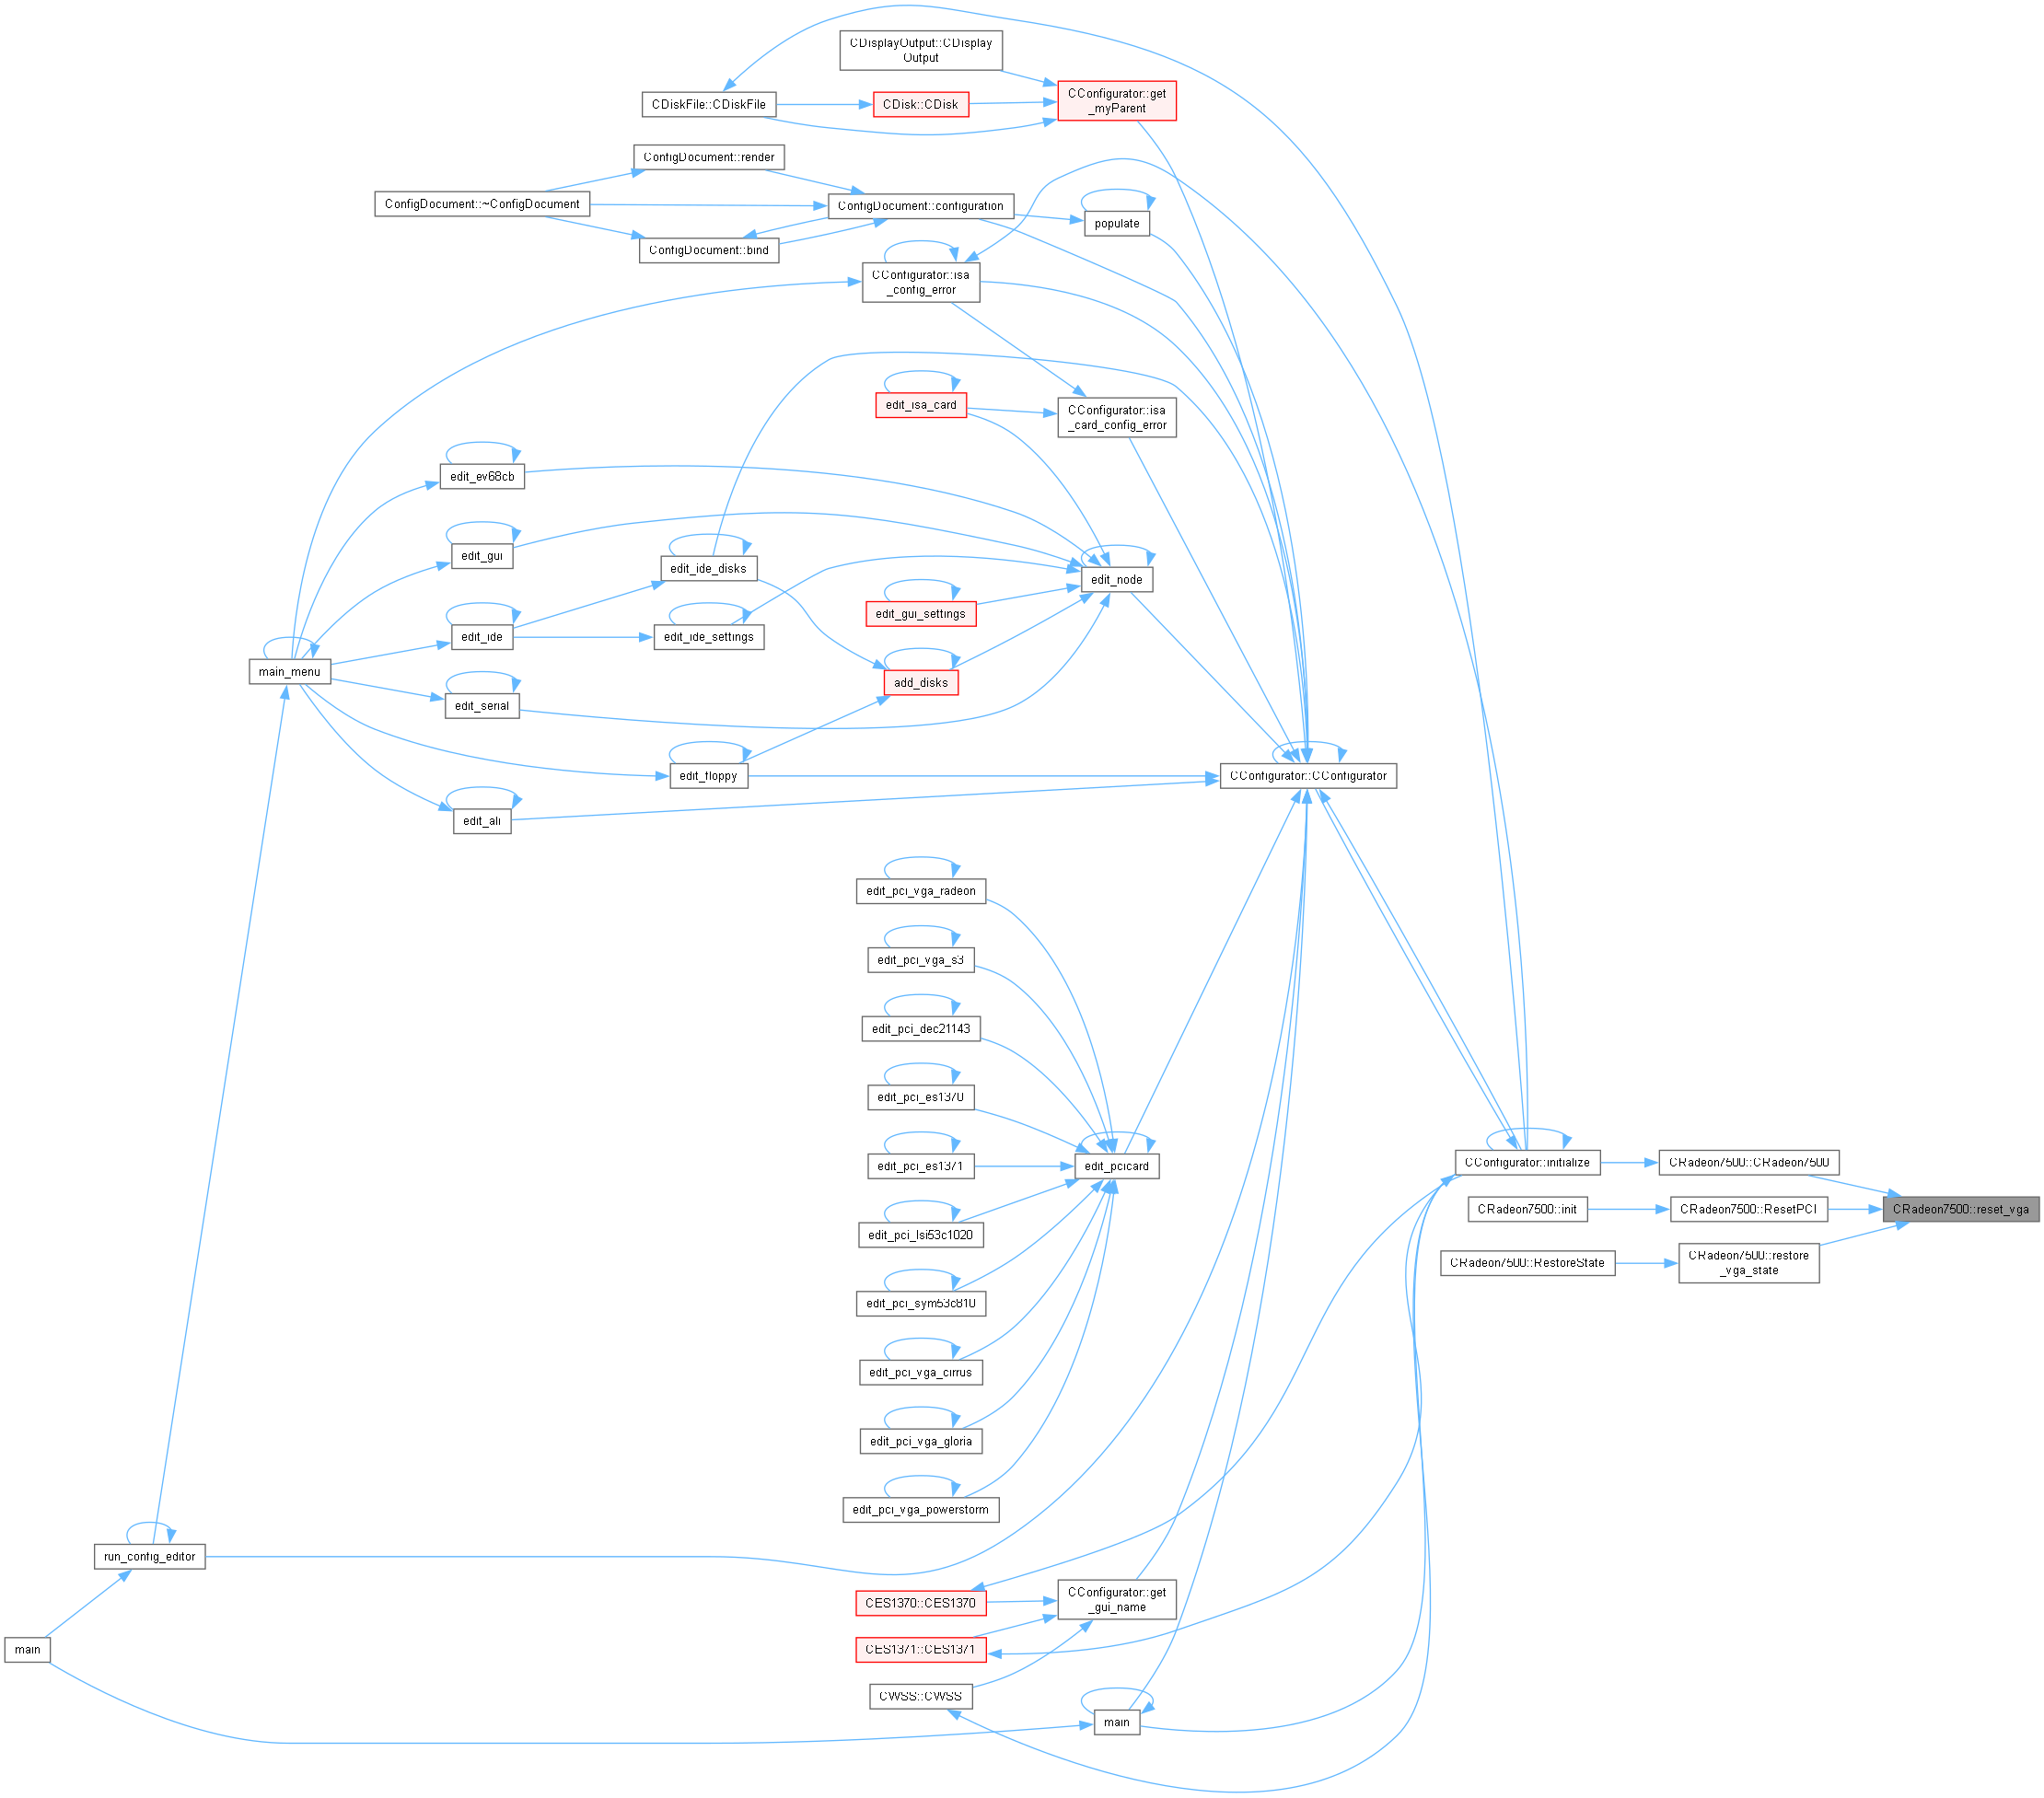 CDisplayOutput::CDisplay
Output
CConfigurator::get
_myParent
CDiskFile::CDiskFile
CDisk::CDisk
ConfigDocument::render
ConfigDocument::~ConfigDocument
ConfigDocument::configuration
populate
ConfigDocument::bind
CConfigurator::isa
_config_error
edit_isa_card
CConfigurator::isa
_card_config_error
edit_ev68cb
edit_gui
edit_ide_disks
edit_node
edit_gui_settings
edit_ide
edit_ide_settings
main_menu
add_disks
edit_serial
edit_floppy
CConfigurator::CConfigurator
edit_ali
edit_pci_vga_radeon
edit_pci_vga_s3
edit_pci_dec21143
edit_pci_es1370
edit_pci_es1371
edit_pcicard
CConfigurator::initialize
CRadeon7500::CRadeon7500
CRadeon7500::init
CRadeon7500::ResetPCI
CRadeon7500::reset_vga
edit_pci_lsi53c1020
CRadeon7500::RestoreState
CRadeon7500::restore
_vga_state
edit_pci_sym53c810
edit_pci_vga_cirrus
edit_pci_vga_gloria
edit_pci_vga_powerstorm
run_config_editor
CES1370::CES1370
CConfigurator::get
_gui_name
main
CES1371::CES1371
CWSS::CWSS
main